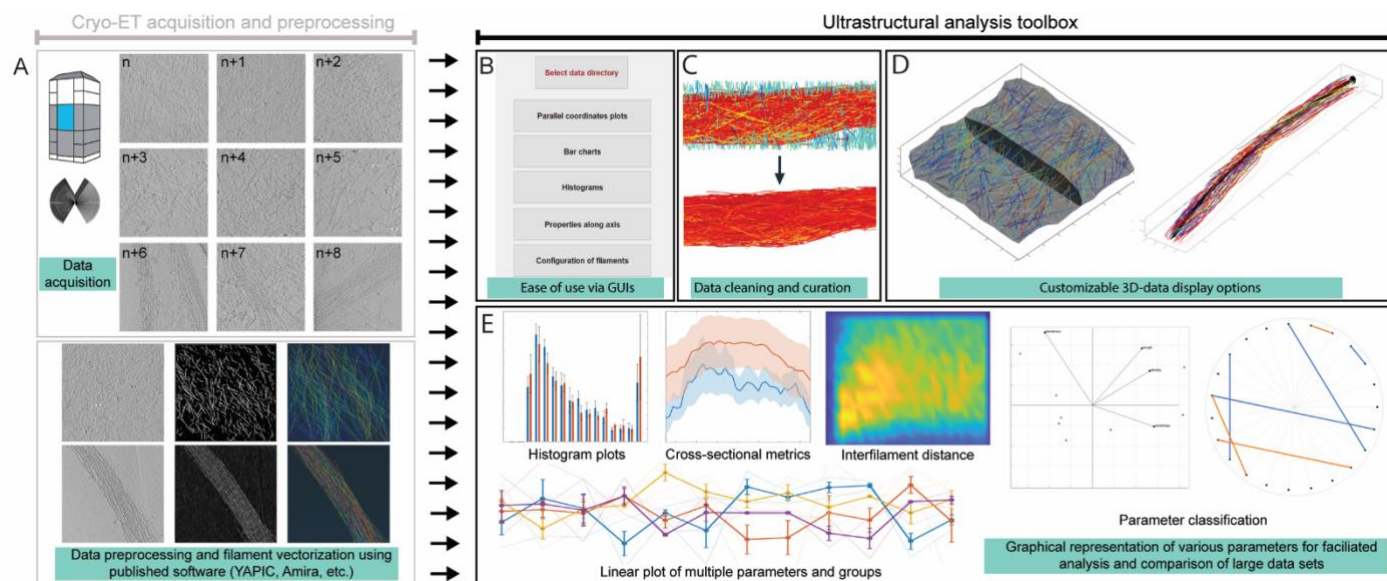 Cryo-ET acquisition and preprocessing
Ultrastructural analysis toolbox
A
n
n+1
n+2
n+3
n+4
n+5
n+6
n+7
n+8
Data
acquisition
Data preprocessing and filament vectorization using
published software (YAPIC, Amira, etc.)
B
Select data directory
Parallel coordinates plots
Bar charts
Histograms
Properties along axis
Configuration of filaments
Ease of use via GUIs
C
Data cleaning and curation
D
Customizable 3D-data display options
E
Histogram plots
Cross-sectional metrics
Interfilament distance
Linear plot of multiple parameters and groups
Parameter classification
Graphical representation of various parameters for faciliated
analysis and comparison of large data sets